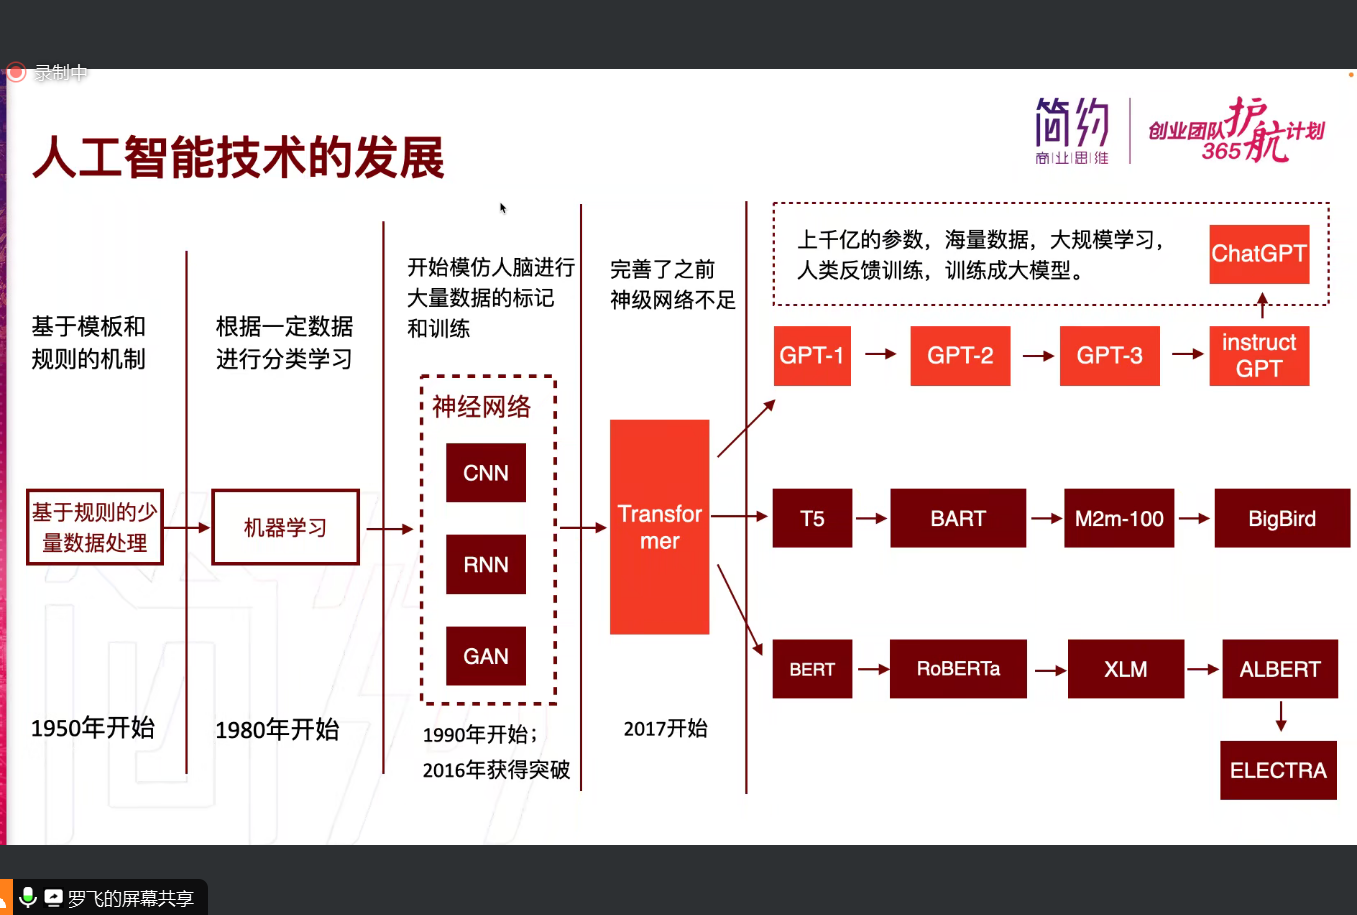 录制中
简约
商业思维
创业团队护航计划
365
人工智能技术的发展
基于模板和
规则的机制
基于规则的少
量数据处理
1950年开始
根据一定数据
进行分类学习
机器学习
1980年开始
开始模仿人脑进行
大量数据的标记
和训练
神经网络
CNN
RNN
GAN
1990年开始；
2016年获得突破
完善了之前
神级网络不足
Transfor
mer
2017开始
上千亿的参数，海量数据，大规模学习，
人类反馈训练，训练成大模型。
ChatGPT
GPT-1
GPT-2
GPT-3
instruct
GPT
T5
BART
M2m-100
BigBird
BERT
RoBERTa
XLM
ALBERT
ELECTRA
罗飞的屏幕共享